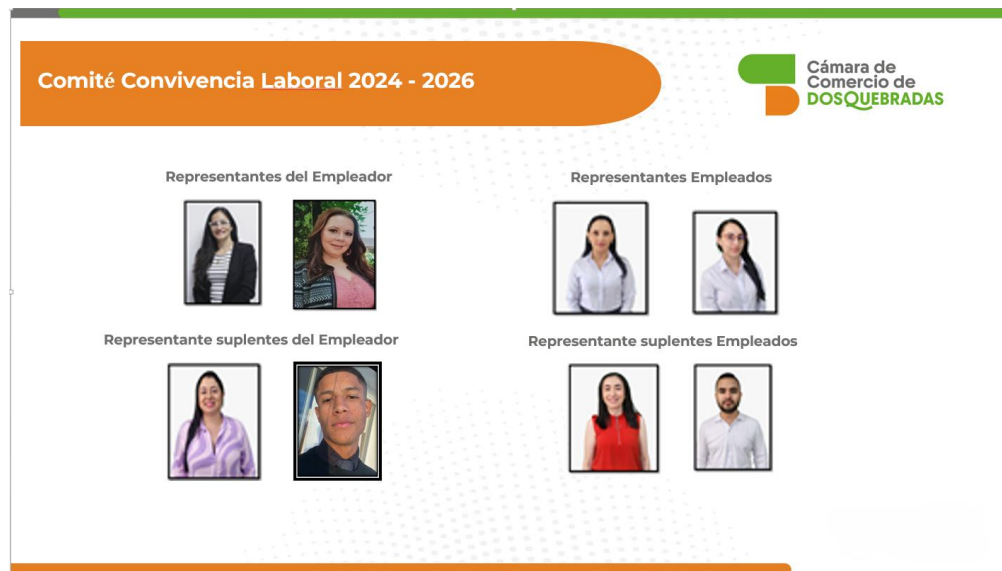 Comité Convivencia Laboral 2024 - 2026
Cámara de
Comercio de
DOSQUEBRADAS
Representantes del Empleador
Representantes Empleados
Representante suplentes del Empleador
Representante suplentes Empleados